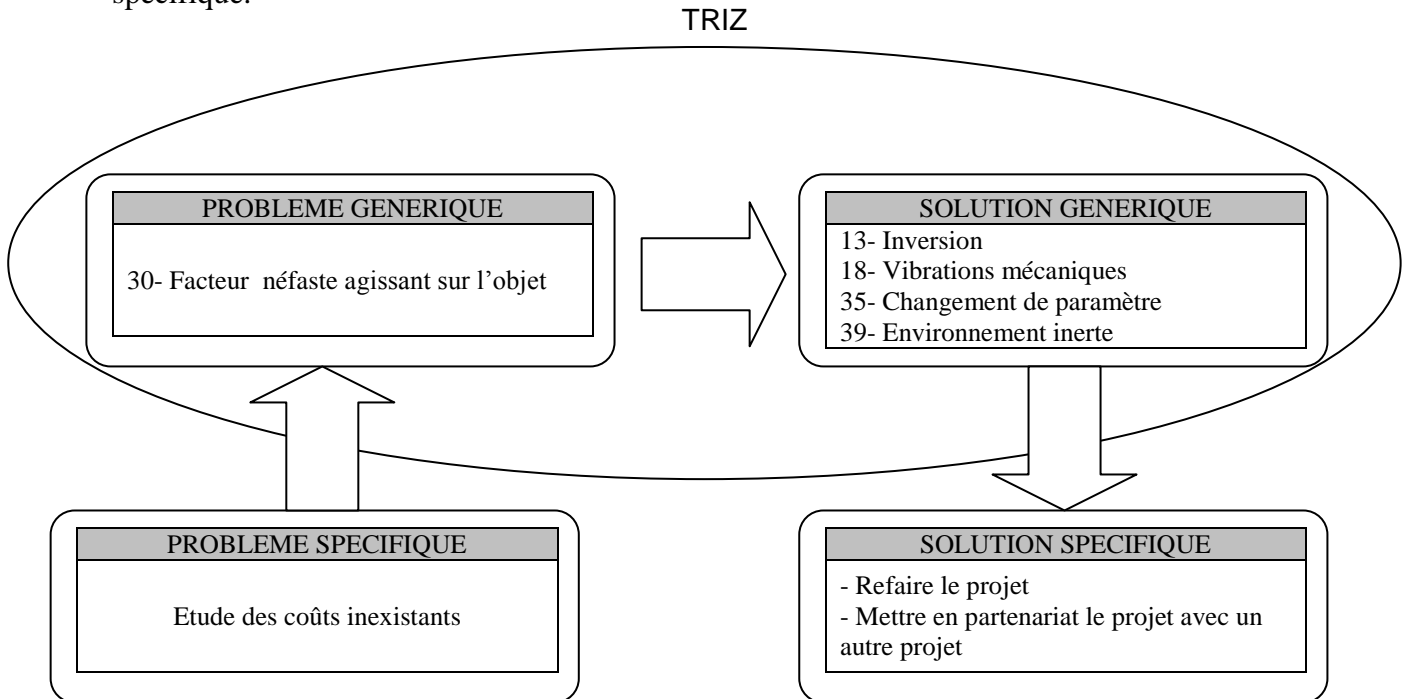 spécifique.
TRIZ
PROBLEME GENERIQUE
30- Facteur néfaste agissant sur l’objet
SOLUTION GENERIQUE
13- Inversion
18- Vibrations mécaniques
35- Changement de paramètre
39- Environnement inerte
PROBLEME SPECIFIQUE
Etude des coûts inexistants
SOLUTION SPECIFIQUE
- Refaire le projet
- Mettre en partenariat le projet avec un
autre projet